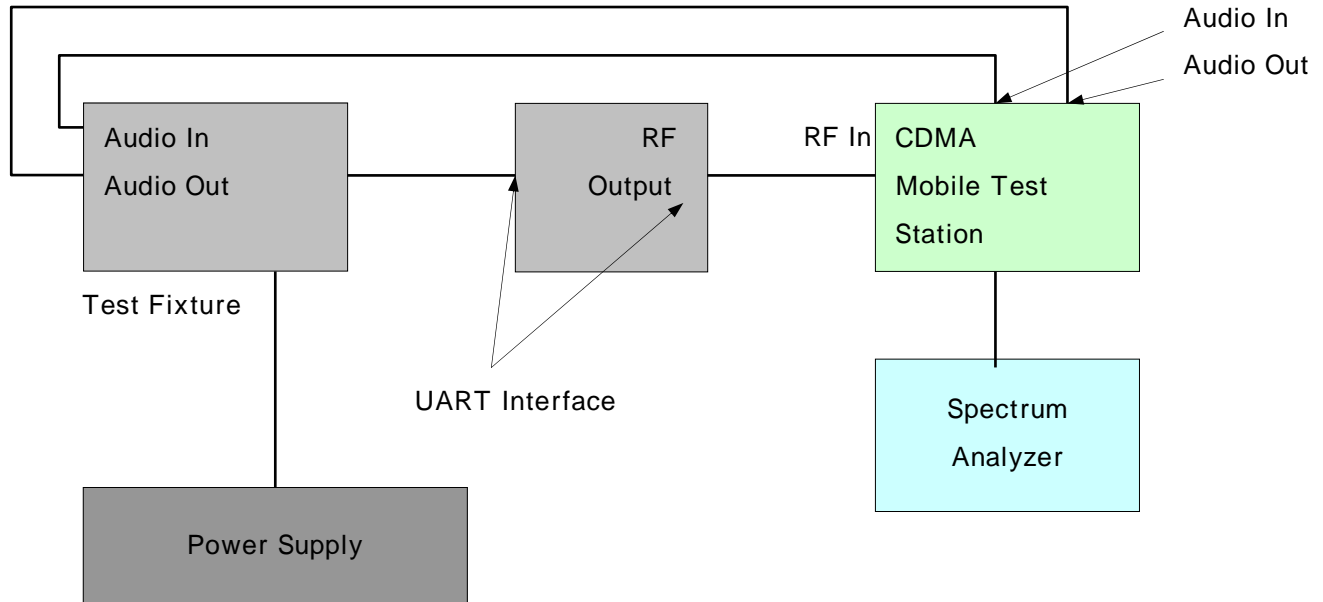 Audio In
Audio Out
Audio In
Audio Out
RF
Output
RF In
CDMA
Mobile Test
Station
Test Fixture
UART Interface
Spectrum
Analyzer
Power Supply